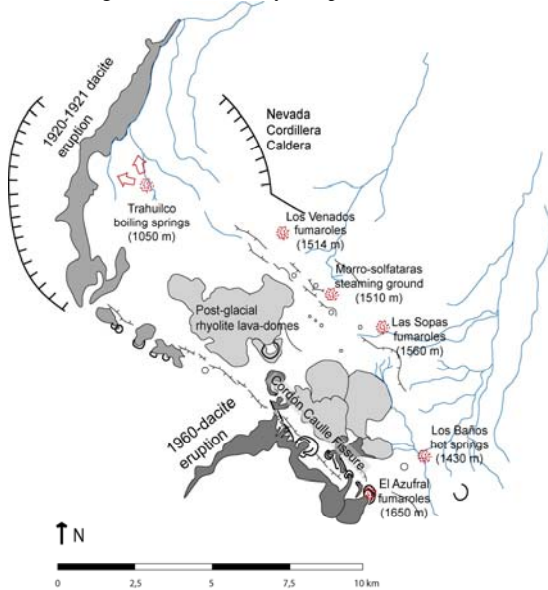 1920-1921 dacite
eruption
Nevada
Cordillera
Caldera
Trahuilco
boiling springs
(1050 m)
Los Venados
fumaroles
(1514 m)
Morro-solfataras
steaming ground
(1510 m)
Post-glacial
rhyolite lava-domes
Las Sopas
fumaroles
(1560 m)
Cordón Caulle Fissure
1960-dacite
eruption
Los Baños
hot springs
(1430 m)
El Azufral
fumaroles
(1650 m)
N
0 2,5 5 7,5 10 km